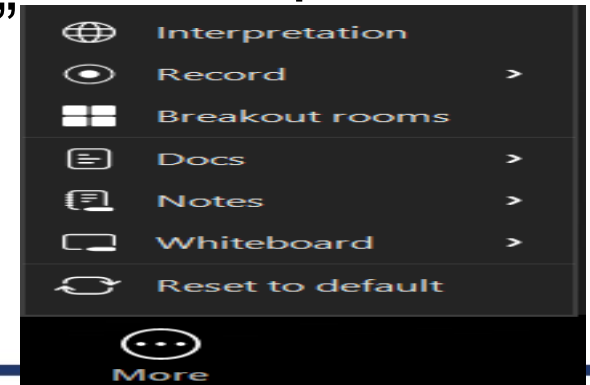 ”
Interpretation
Record >
Breakout rooms
Docs >
Notes >
Whiteboard >
Reset to default
More